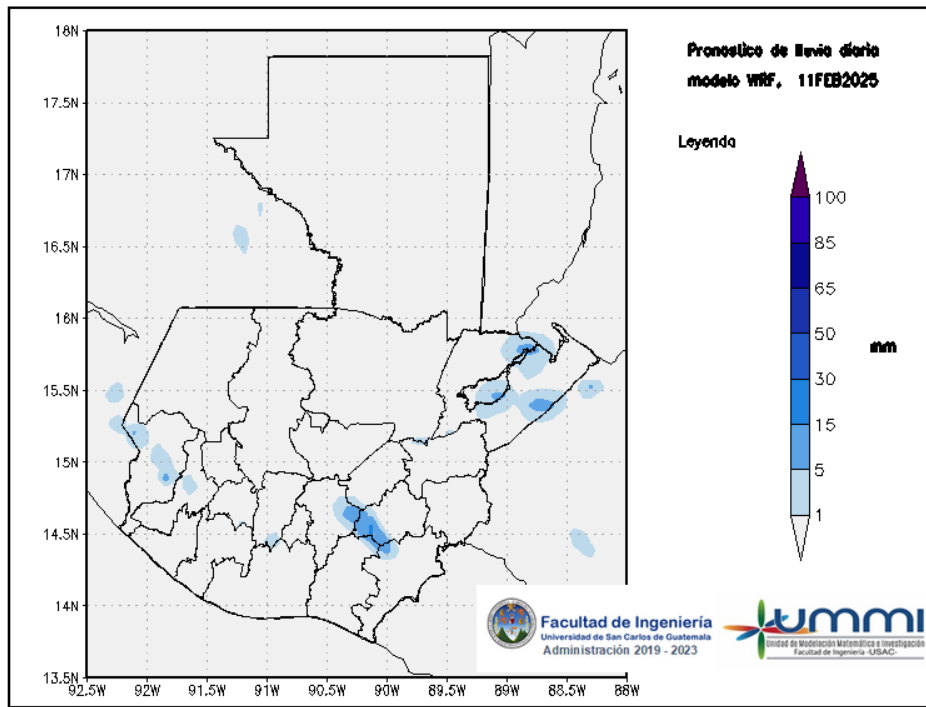 Pronostico de lluvia diaria
modelo WRF, 11FEB2025
Leyenda
100
85
65
50
30
15
5
1
mm
18N
17.5N
17N
16.5N
16N
15.5N
15N
14.5N
14N
13.5N
92.5W
92W
91.5W
91W
90.5W
90W
89.5W
89W
88.5W
88W
Facultad de Ingeniería
Universidad de San Carlos de Guatemala
Administración 2019 - 2023
UMMI
Unidad de Modelación Matemática e Investigación
Facultad de Ingeniería -USAC-